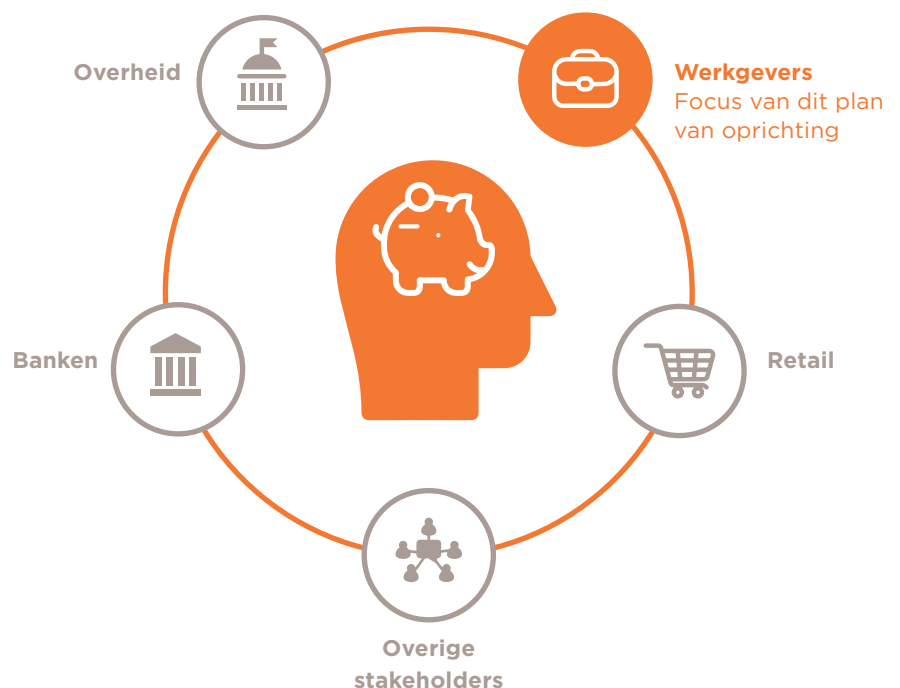 Overheid
Werkgevers
Focus van dit plan
van oprichting
Banken
Retail
Overige
stakeholders